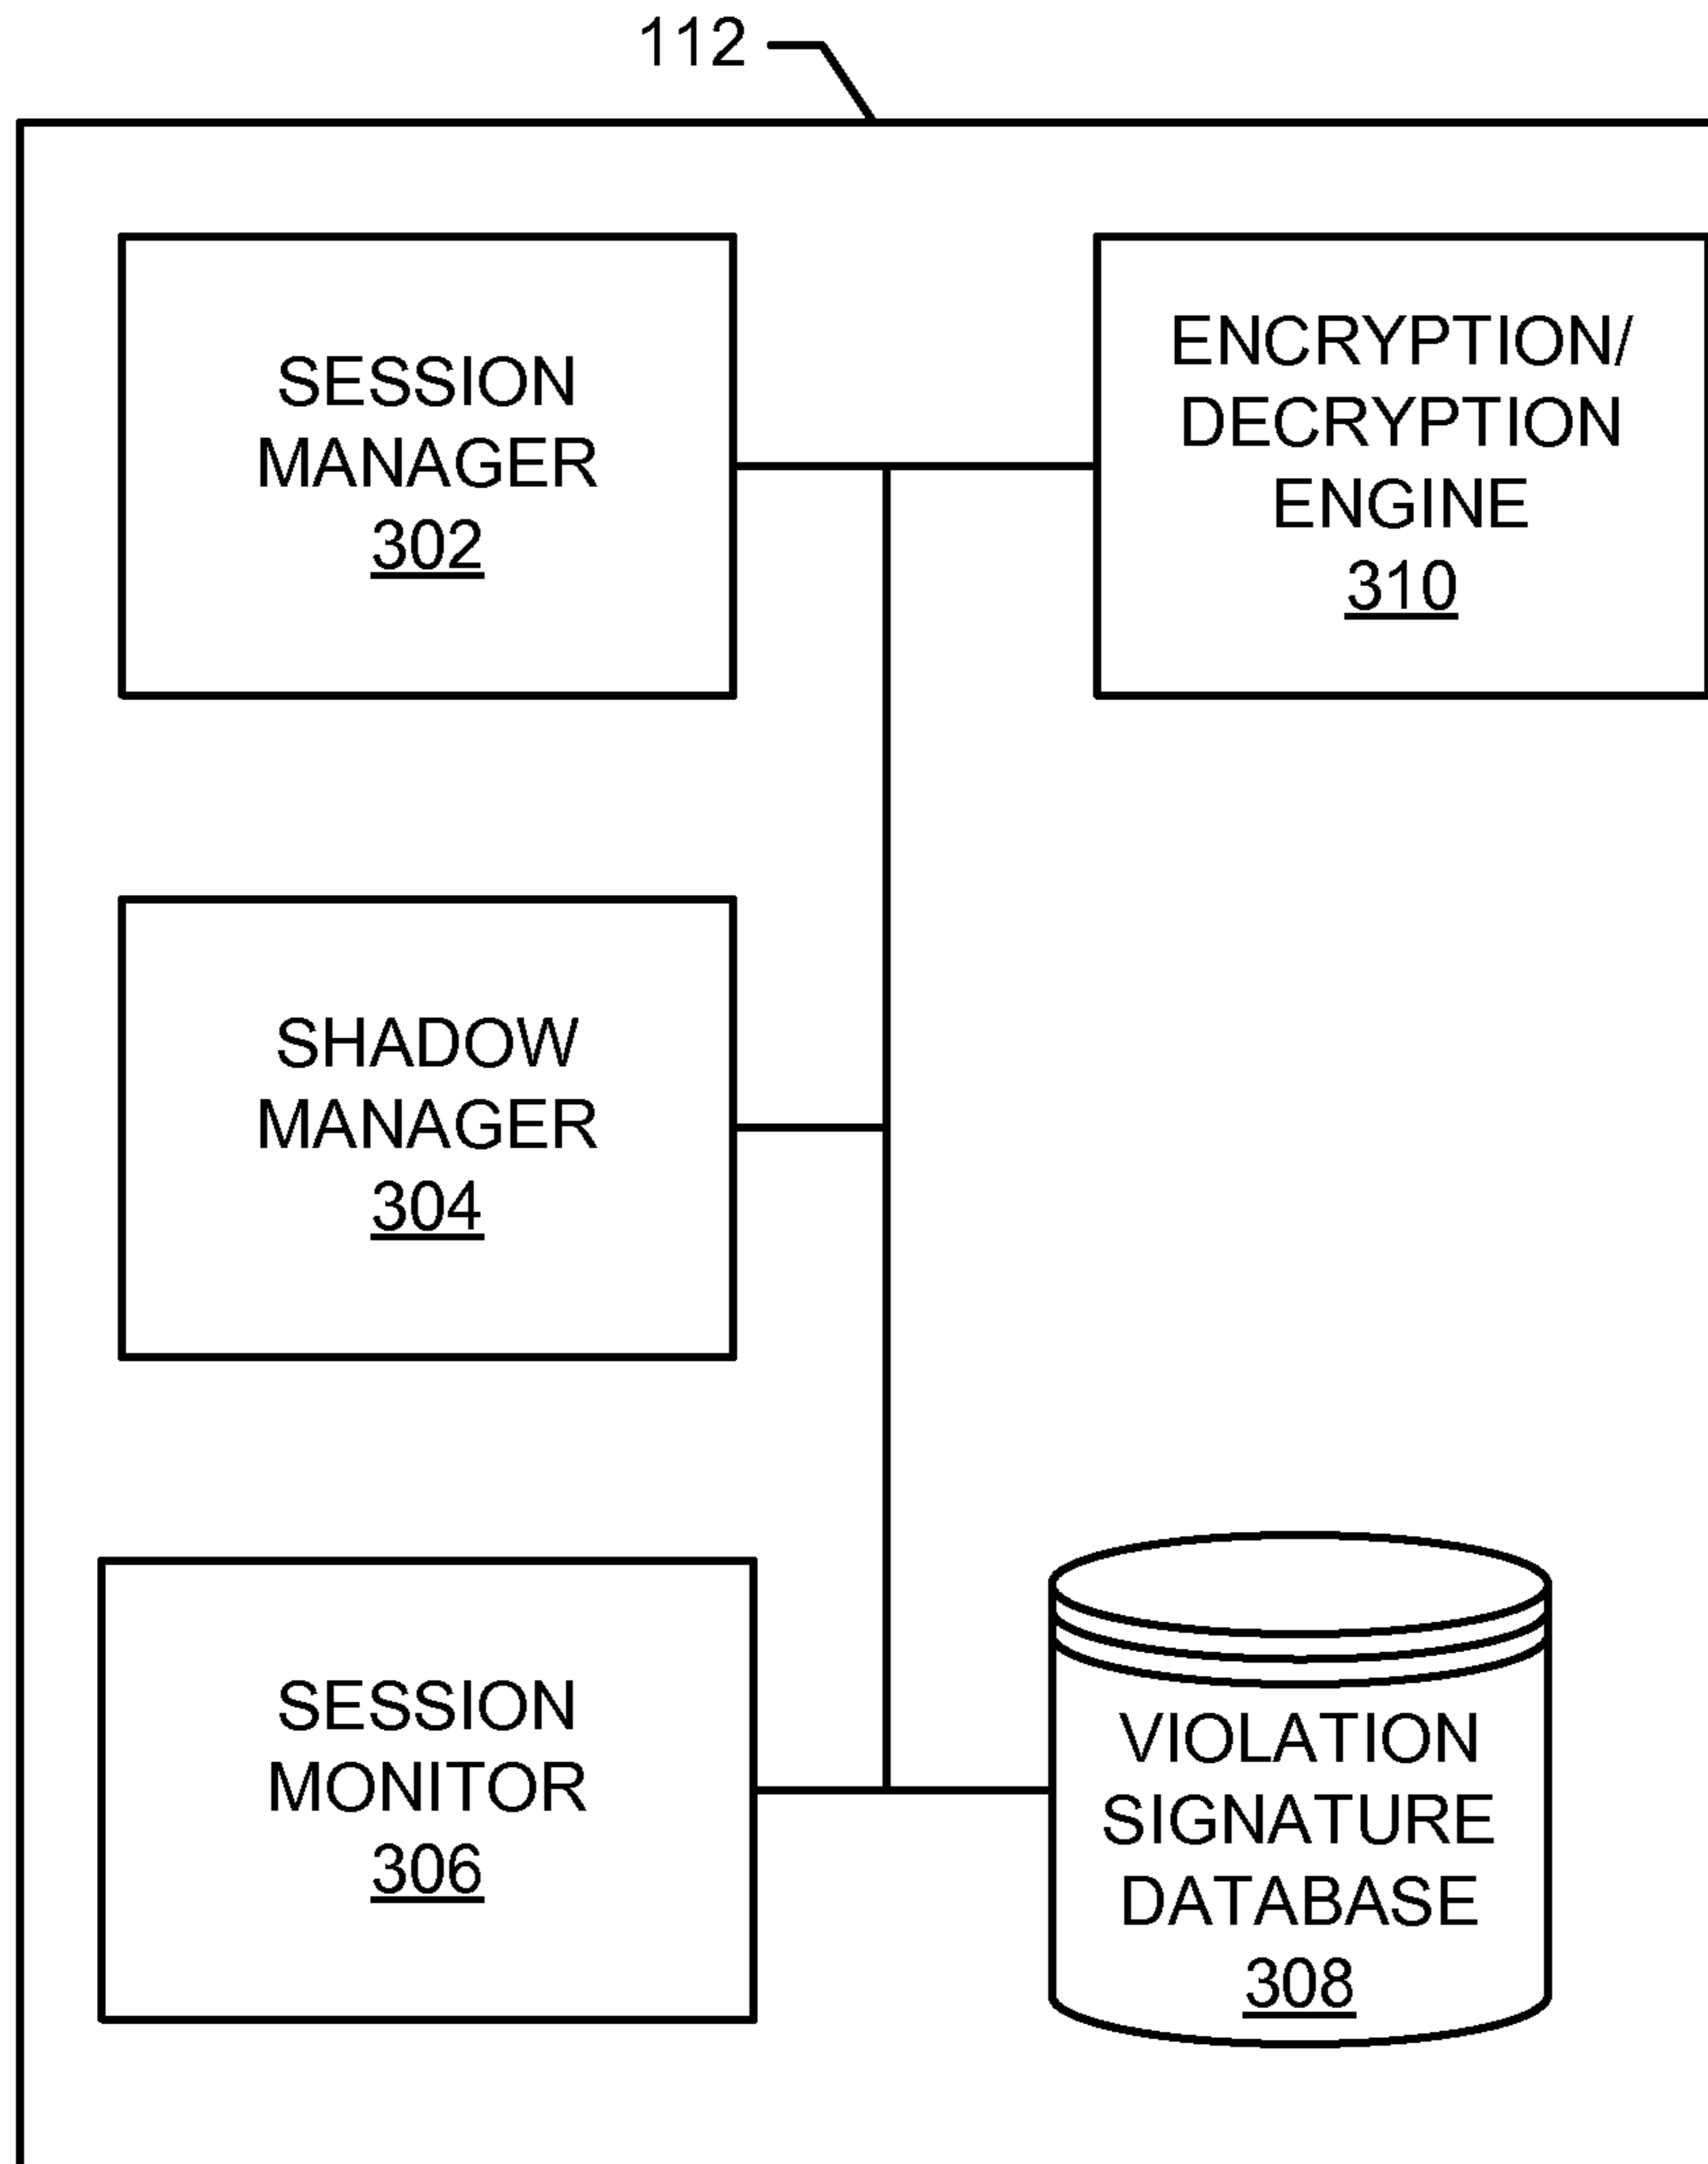 112
SESSION
MANAGER
302
ENCRYPTION/
DECRYPTION
ENGINE
310
SHADOW
MANAGER
304
SESSION
MONITOR
306
VIOLATION
SIGNATURE
DATABASE
308